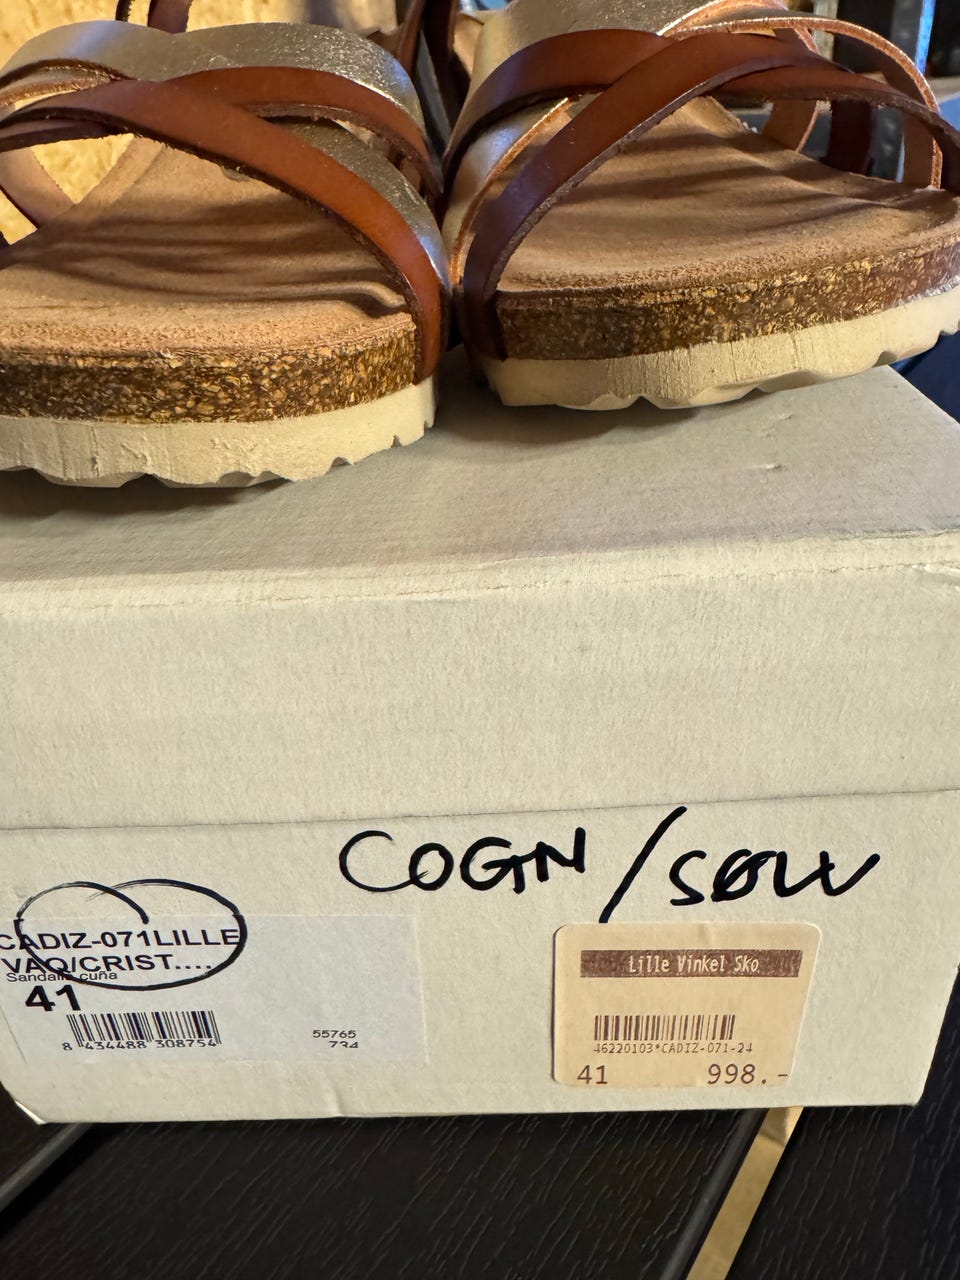 COGN/SØLV
CADIZ-071LILLE
VAQ/CRIST....
Sandalia cuña
41
8 434488 308754
55765
734
Lille Vinkel Sko
46220103*CADIZ-071-24
41 998.-